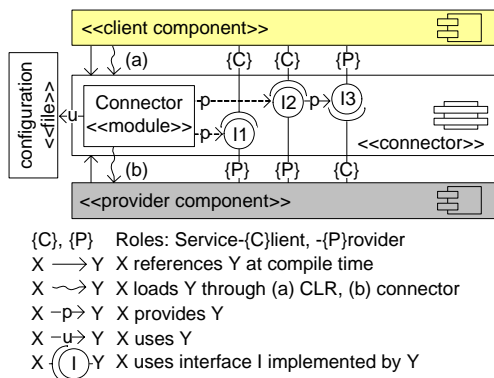 <<client component>>
(a) {C} {C} {P}
configuration
<<file>>
u
Connector
<<module>>
p I2 p I3
p I1
<<connector>>
(b) {P} {P} {C}
<<provider component>>
{C}, {P} Roles: Service-{C}lient, -{P}rovider
X Y X references Y at compile time
X Y X loads Y through (a) CLR, (b) connector
X p Y X provides Y
X u Y X uses Y
X I Y X uses interface I implemented by Y